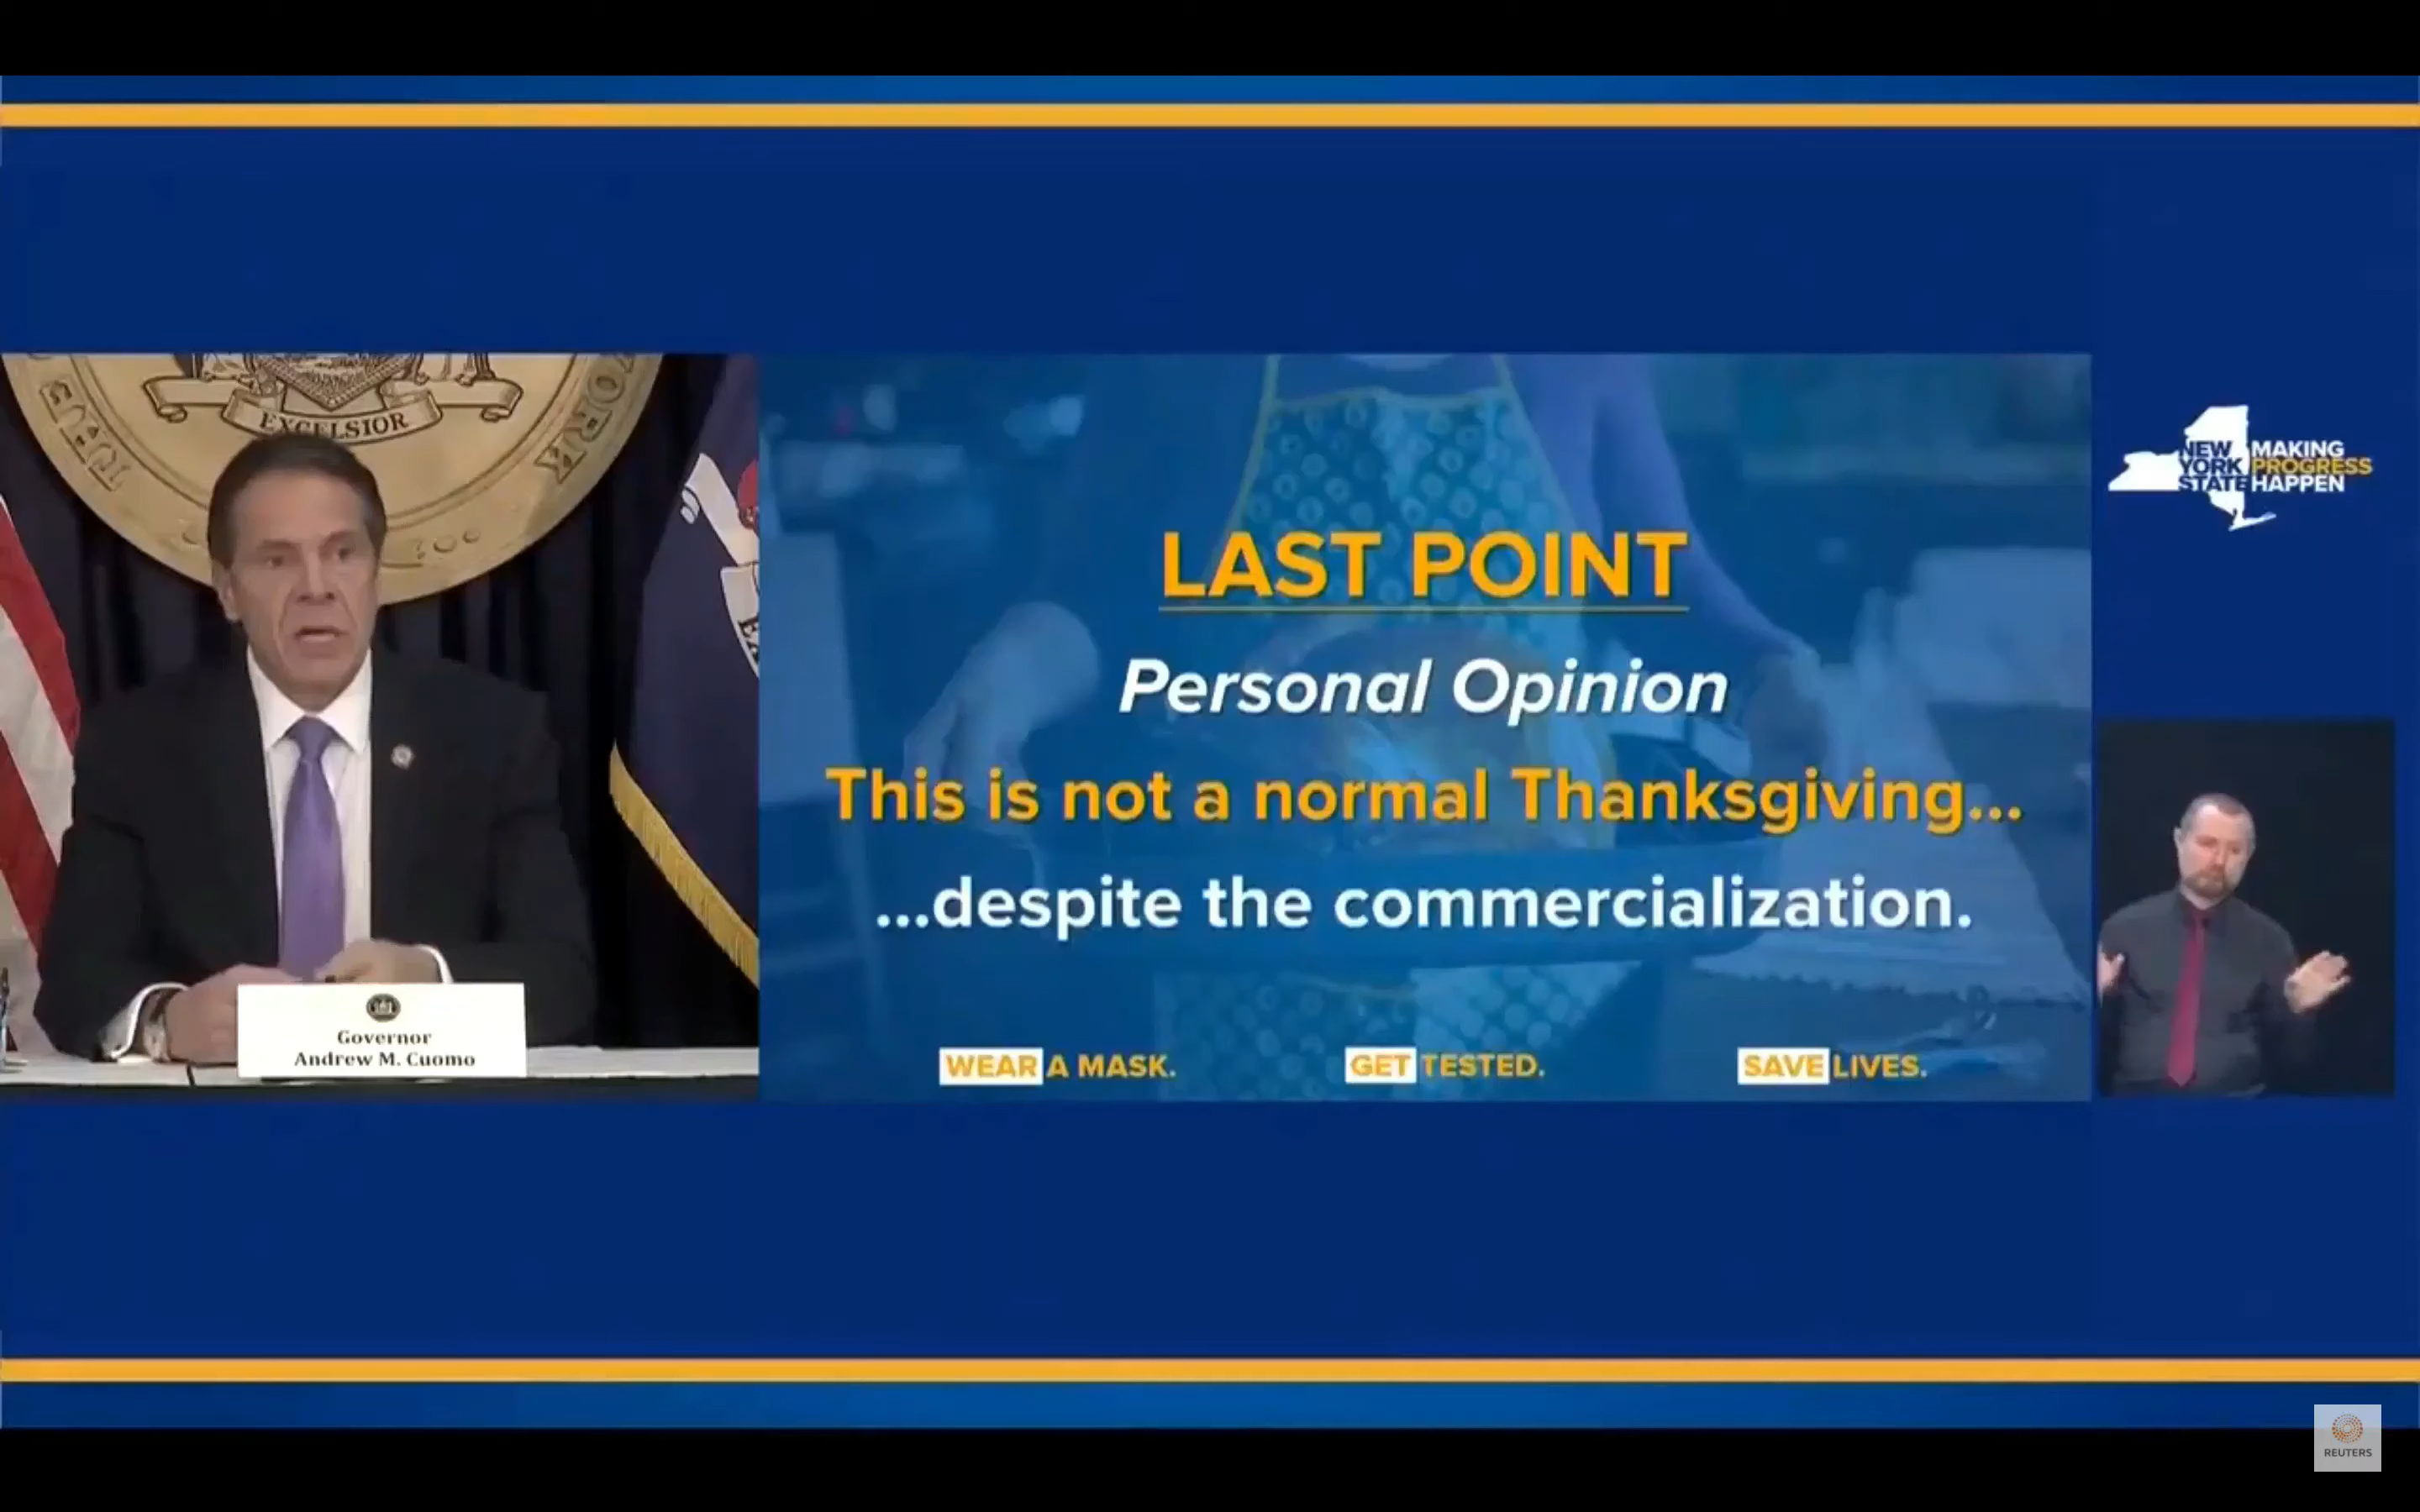 EXCELSIOR
YORK
Governor
Andrew M. Cuomo
LAST POINT
Personal Opinion
This is not a normal Thanksgiving...
...despite the commercialization.
WEAR A MASK.
GET TESTED.
SAVE LIVES.
NEW YORK STATE
MAKING PROGRESS HAPPEN
REUTERS